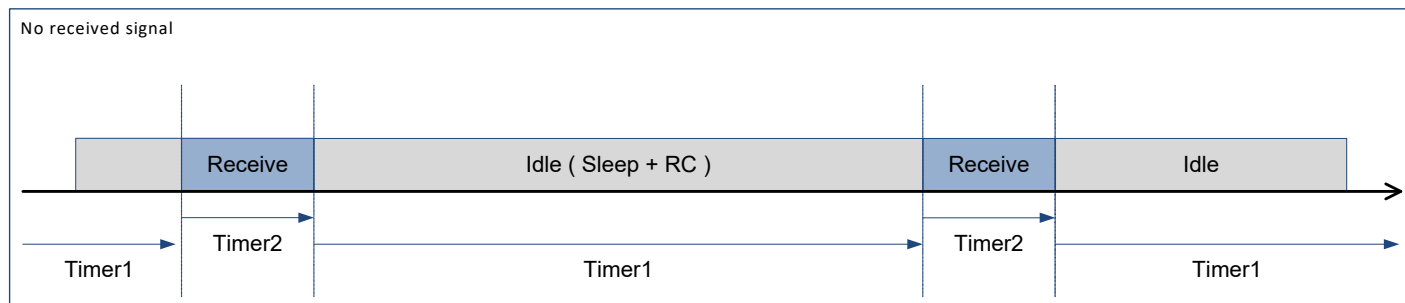 No received signal
Receive
Idle ( Sleep + RC )
Receive
Idle
Timer2
Timer2
Timer1
Timer1
Timer1